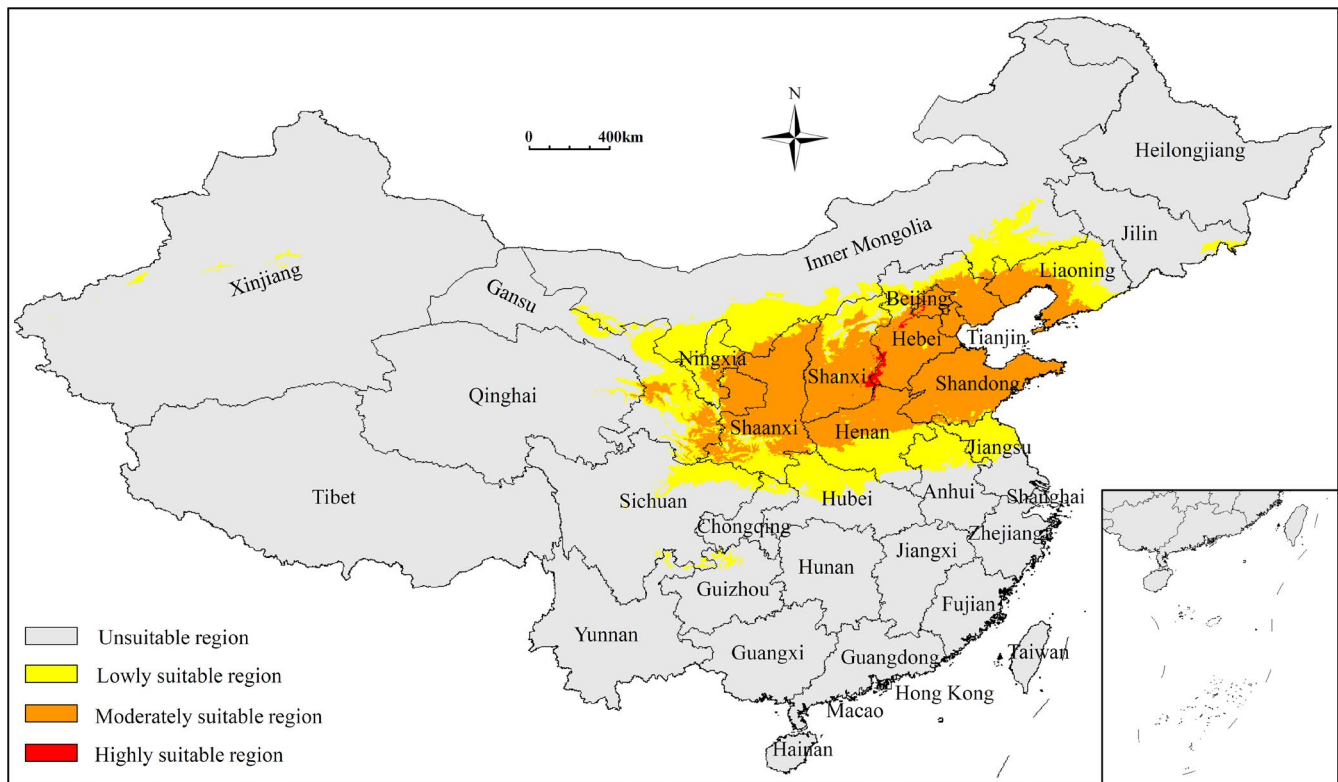 N
0 400km
Heilongjiang
Jilin
Inner Mongolia
Liaoning
Xinjiang
Gansu
Beijing
Hebei
Tianjin
Ningxia
Shanxi
Shandong
Qinghai
Shaanxi
Henan
Jiangsu
Tibet
Sichuan
Hubei
Anhui
Shanghai
Chongqing
Zhejiang
Jiangxi
Hunan
Guizhou
Fujian
Yunnan
Guangxi
Guangdong
Taiwan
Hong Kong
Macao
Hainan
Unsuitable region
Lowly suitable region
Moderately suitable region
Highly suitable region